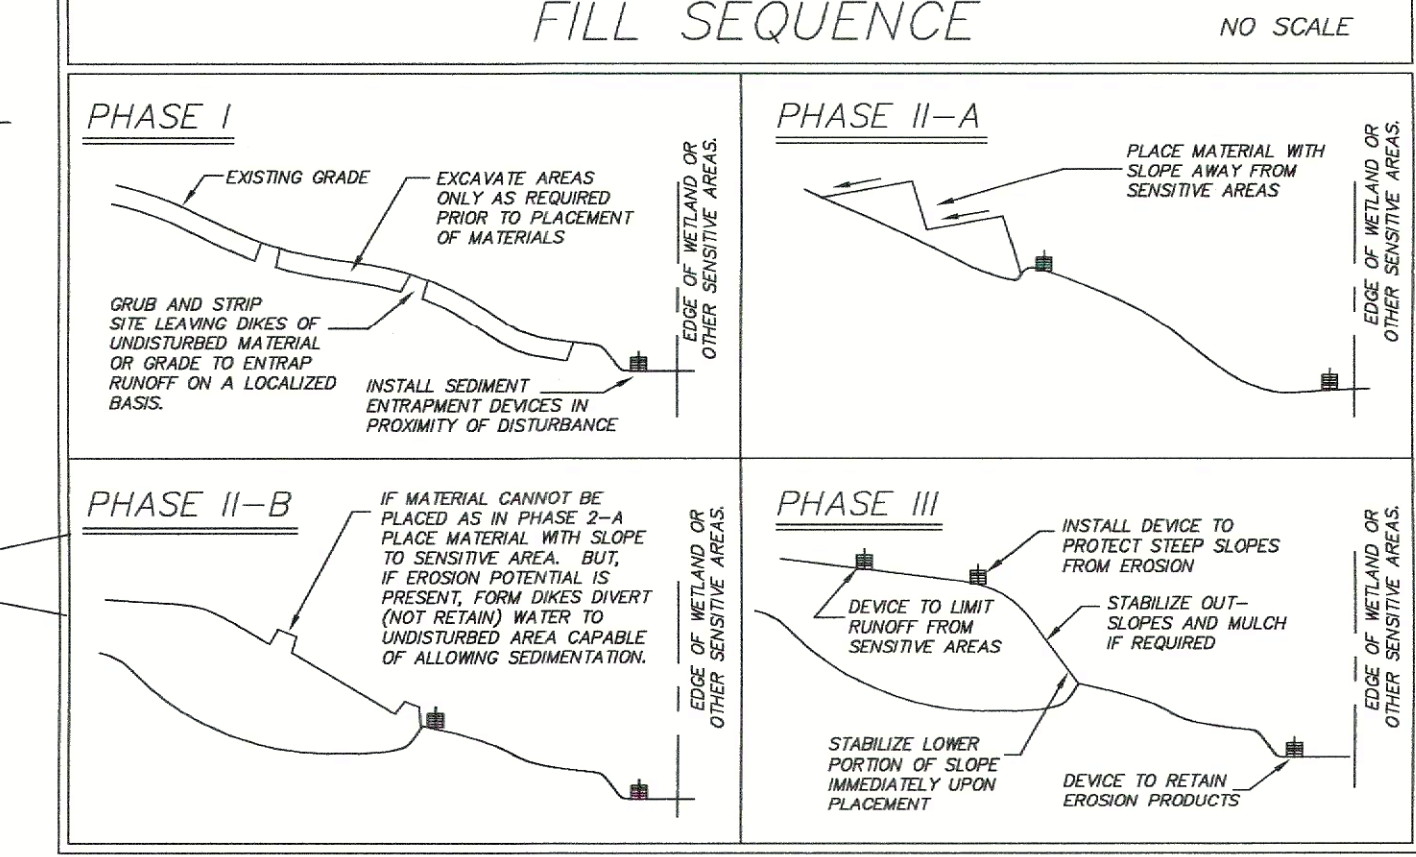 FILL SEQUENCE
NO SCALE
PHASE I
EXISTING GRADE
EXCAVATE AREAS
ONLY AS REQUIRED
PRIOR TO PLACEMENT
OF MATERIALS
GRUB AND STRIP
SITE LEAVING DIKES OF
UNDISTURBED MATERIAL
OR GRADE TO ENTRAP
RUNOFF ON A LOCALIZED
BASIS.
INSTALL SEDIMENT
ENTRAPMENT DEVICES IN
PROXIMITY OF DISTURBANCE
EDGE OF WETLAND OR
OTHER SENSITIVE AREAS.
PHASE II-A
PLACE MATERIAL WITH
SLOPE AWAY FROM
SENSITIVE AREAS
EDGE OF WETLAND OR
OTHER SENSITIVE AREAS.
PHASE II-B
IF MATERIAL CANNOT BE
PLACED AS IN PHASE 2-A
PLACE MATERIAL WITH SLOPE
TO SENSITIVE AREA. BUT,
IF EROSION POTENTIAL IS
PRESENT, FORM DIKES DIVERT
(NOT RETAIN) WATER TO
UNDISTURBED AREA CAPABLE
OF ALLOWING SEDIMENTATION.
EDGE OF WETLAND OR
OTHER SENSITIVE AREAS.
PHASE III
INSTALL DEVICE TO
PROTECT STEEP SLOPES
FROM EROSION
DEVICE TO LIMIT
RUNOFF FROM
SENSITIVE AREAS
STABILIZE OUT-
SLOPES AND MULCH
IF REQUIRED
STABILIZE LOWER
PORTION OF SLOPE
IMMEDIATELY UPON
PLACEMENT
DEVICE TO RETAIN
EROSION PRODUCTS
EDGE OF WETLAND OR
OTHER SENSITIVE AREAS.